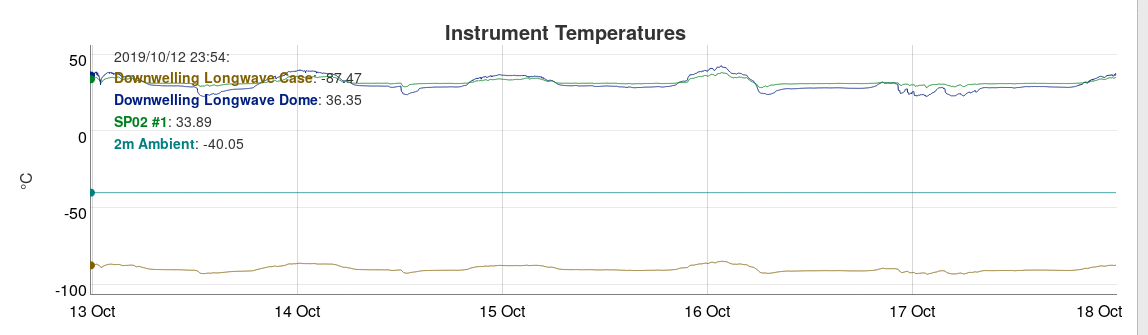 Instrument Temperatures
2019/10/12 23:54:
Downwelling Longwave Case: -87.47
Downwelling Longwave Dome: 36.35
SP02 #1: 33.89
2m Ambient: -40.05
50
0
-50
-100
°C
13 Oct
14 Oct
15 Oct
16 Oct
17 Oct
18 Oct